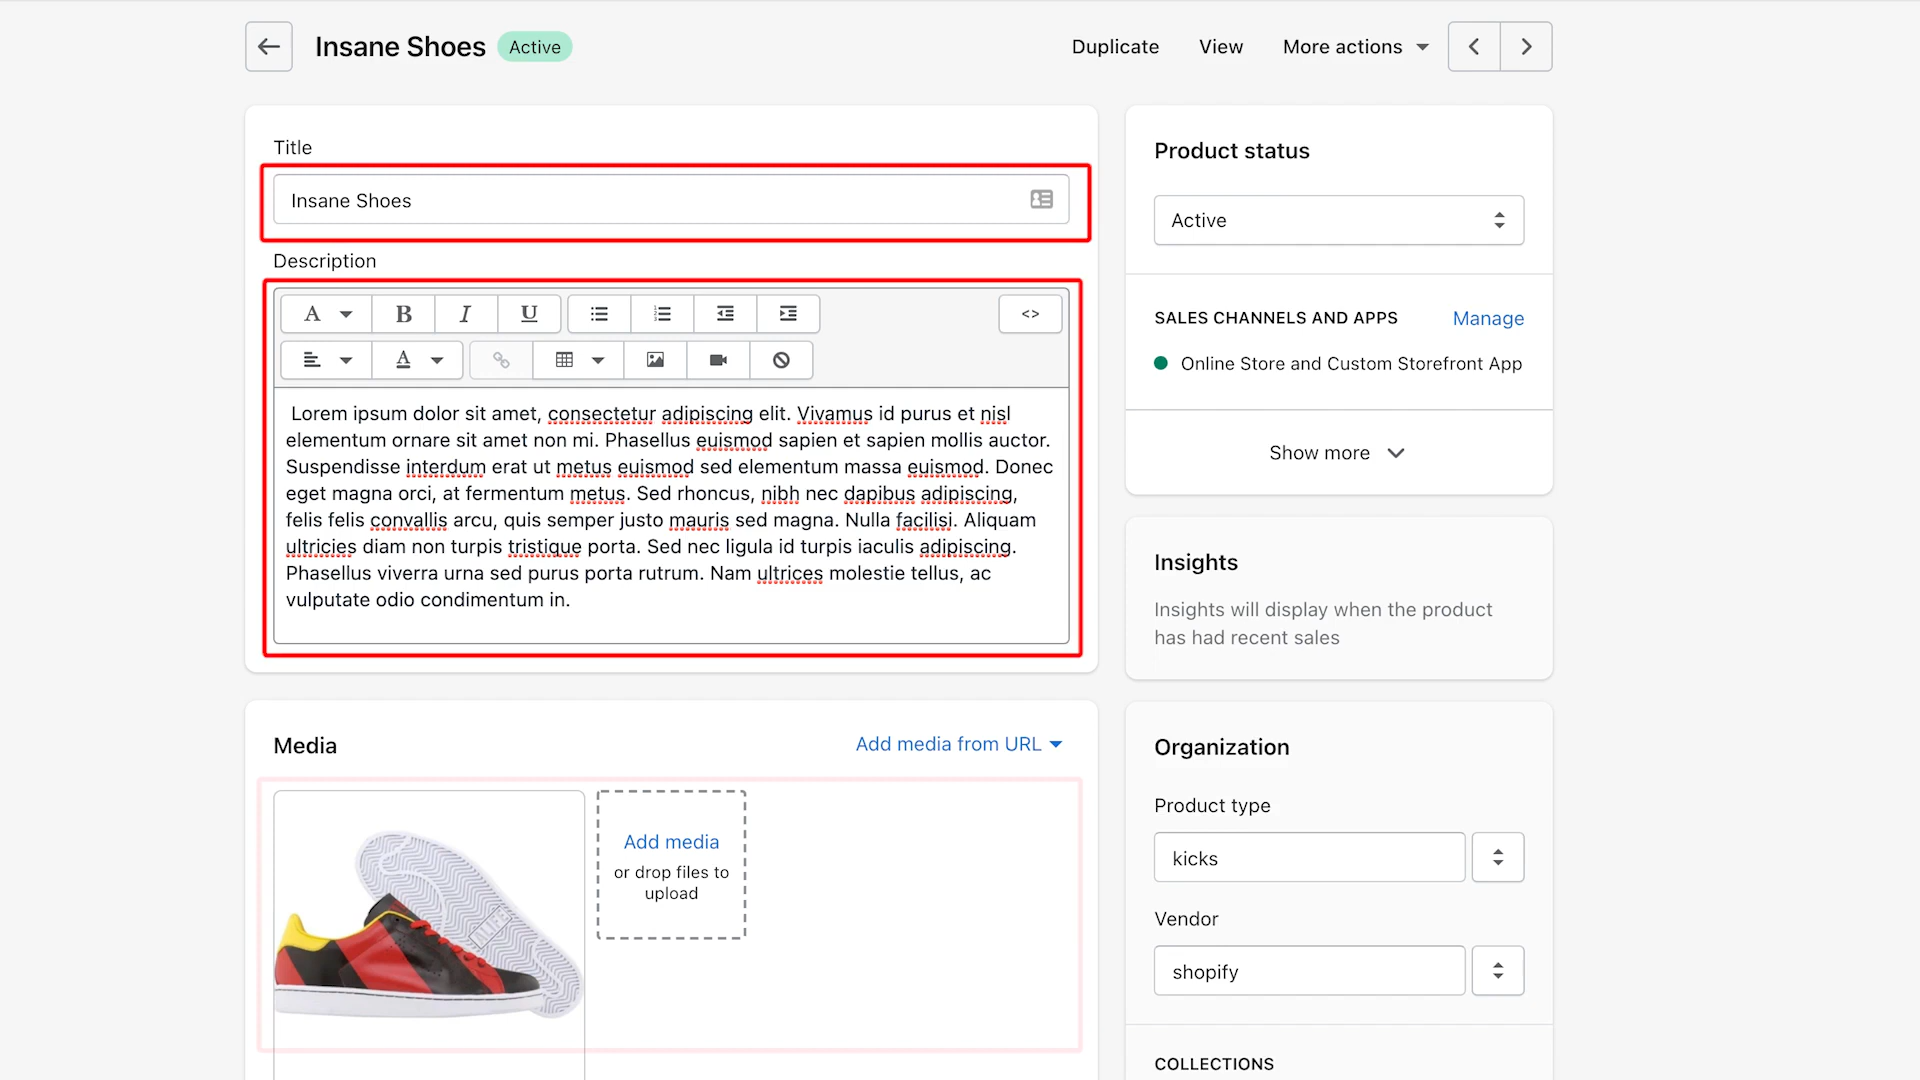 Insane Shoes Active
Duplicate View More actions
Title
Insane Shoes
Description
A B I U <>
A
Lorem ipsum dolor sit amet, consectetur adipiscing elit. Vivamus id purus et nisl
elementum ornare sit amet non mi. Phasellus euismod sapien et sapien mollis auctor.
Suspendisse interdum erat ut metus euismod sed elementum massa euismod. Donec
eget magna orci, at fermentum metus. Sed rhoncus, nibh nec dapibus adipiscing,
felis felis convallis arcu, quis semper justo mauris sed magna. Nulla facilisi. Aliquam
ultricies diam non turpis tristique porta. Sed nec ligula id turpis iaculis adipiscing.
Phasellus viverra urna sed purus porta rutrum. Nam ultrices molestie tellus, ac
vulputate odio condimentum in.
Media
Add media from URL
Add media
or drop files to
upload
ALIFE
Product status
Active
SALES CHANNELS AND APPS Manage
Online Store and Custom Storefront App
Show more
Insights
Insights will display when the product
has had recent sales
Organization
Product type
kicks
Vendor
shopify
COLLECTIONS